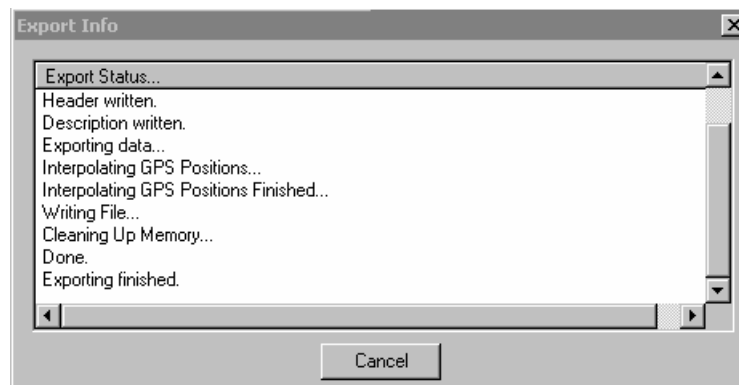 Export Info
Export Status...
Header written.
Description written.
Exporting data...
Interpolating GPS Positions...
Interpolating GPS Positions Finished...
Writing File...
Cleaning Up Memory...
Done.
Exporting finished.
Cancel